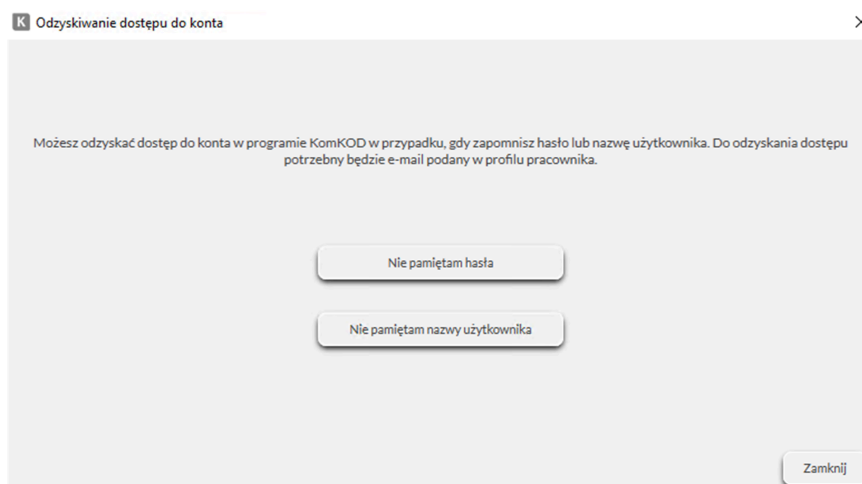 K Odzyskiwanie dostępu do konta
Możesz odzyskać dostęp do konta w programie KomKOD w przypadku, gdy zapomnisz hasło lub nazwę użytkownika. Do odzyskania dostępu
potrzebny będzie e-mail podany w profilu pracownika.
Nie pamiętam hasła
Nie pamiętam nazwy użytkownika
Zamknij